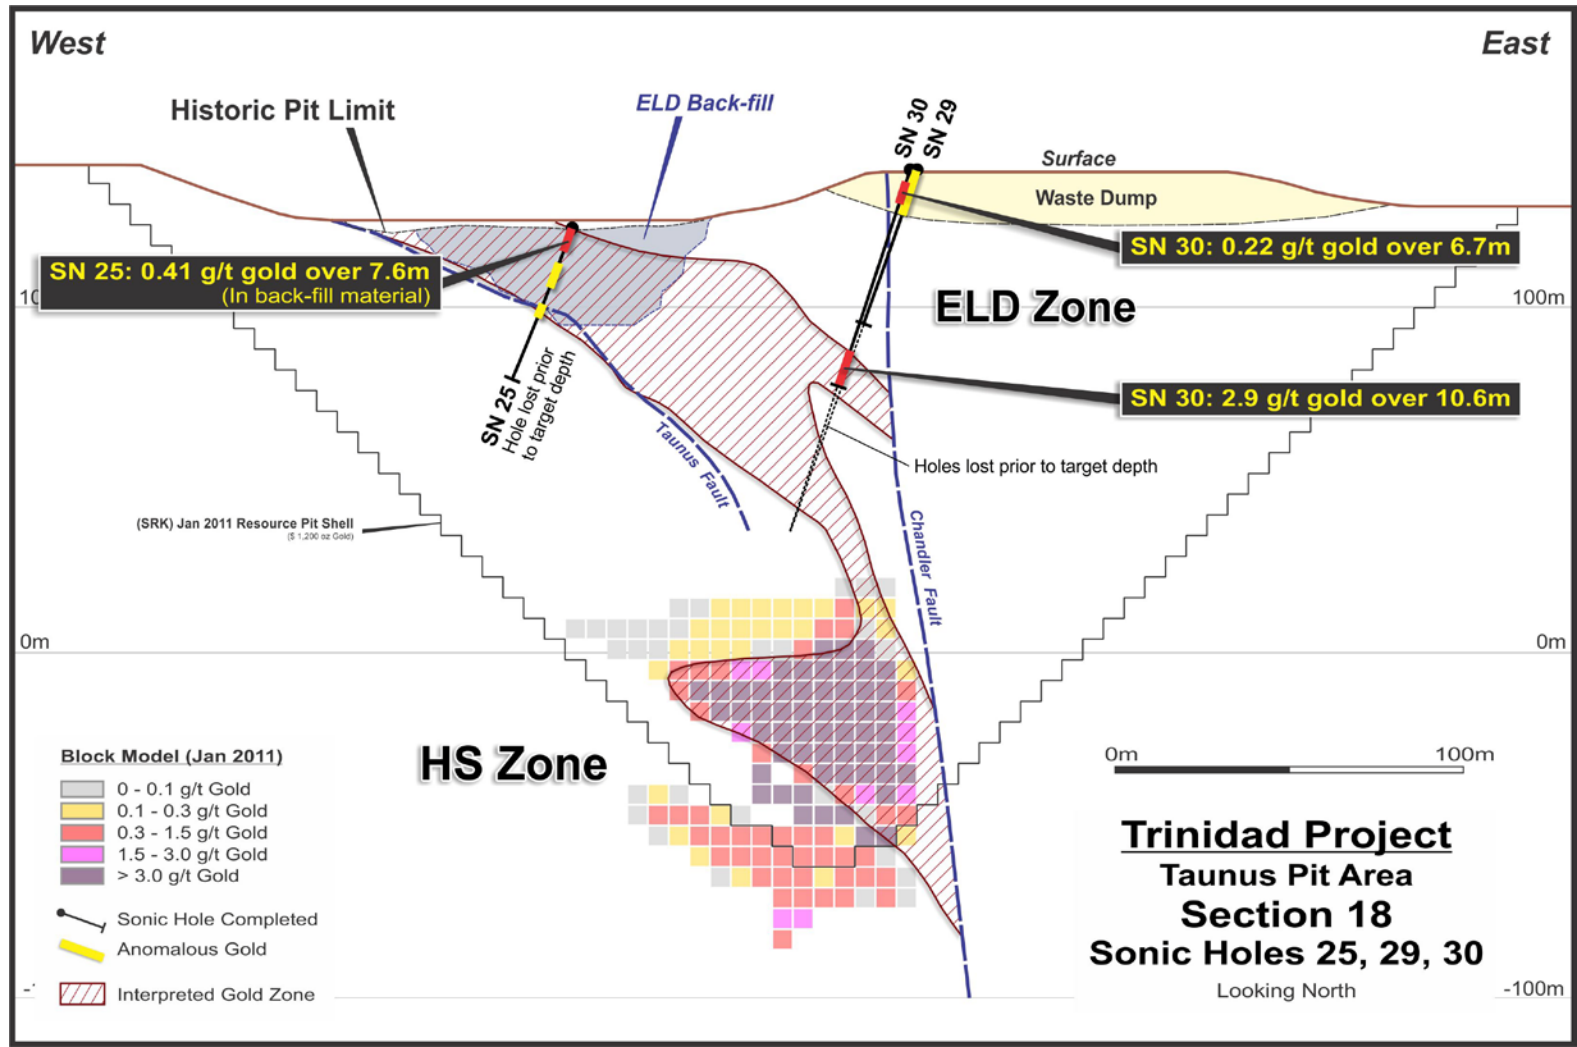 West
East
Historic Pit Limit
ELD Back-fill
SN 30
SN 29
Surface
Waste Dump
SN 25: 0.41 g/t gold over 7.6m
(In back-fill material)
SN 30: 0.22 g/t gold over 6.7m
100m
ELD Zone
SN 25
Hole lost prior
to target depth
SN 30: 2.9 g/t gold over 10.6m
Taunus Fault
Holes lost prior to target depth
(SRK) Jan 2011 Resource Pit Shell
($ 1,200 oz Gold)
Chandler Fault
0m
0m
HS Zone
Block Model (Jan 2011)
0 - 0.1 g/t Gold
0.1 - 0.3 g/t Gold
0.3 - 1.5 g/t Gold
1.5 - 3.0 g/t Gold
> 3.0 g/t Gold
Sonic Hole Completed
Anomalous Gold
Interpreted Gold Zone
0m
100m
Trinidad Project
Taunus Pit Area
Section 18
Sonic Holes 25, 29, 30
Looking North
-100m